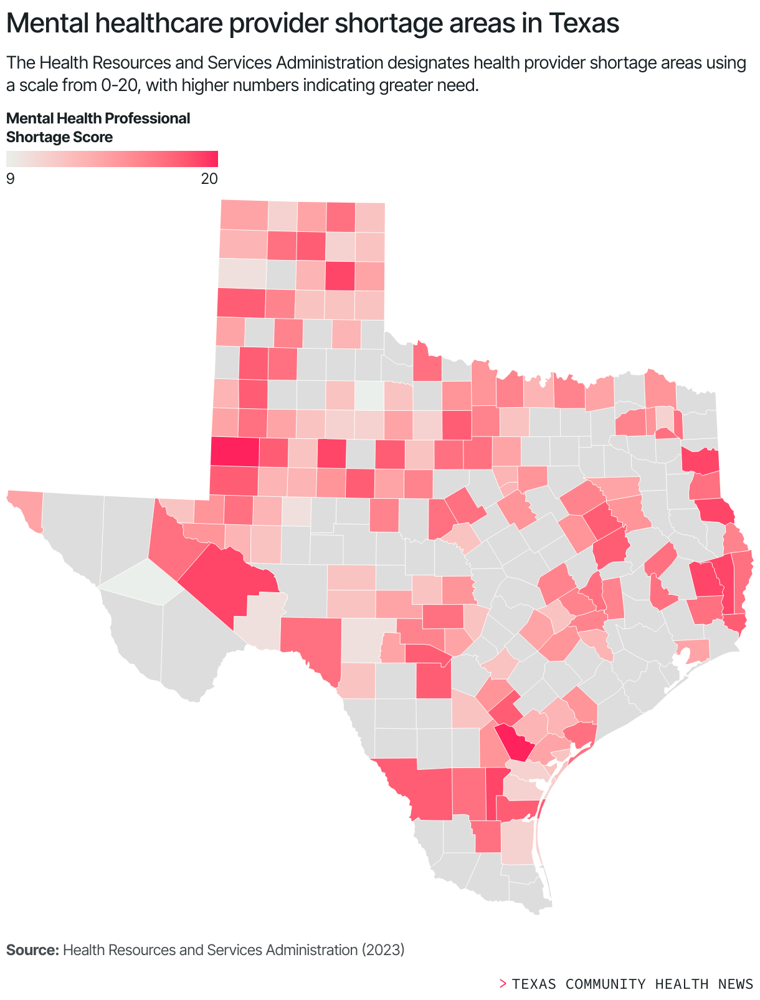 Mental healthcare provider shortage areas in Texas
The Health Resources and Services Administration designates health provider shortage areas using
a scale from 0-20, with higher numbers indicating greater need.
Mental Health Professional
Shortage Score
9 20
Source: Health Resources and Services Administration (2023)
> TEXAS COMMUNITY HEALTH NEWS